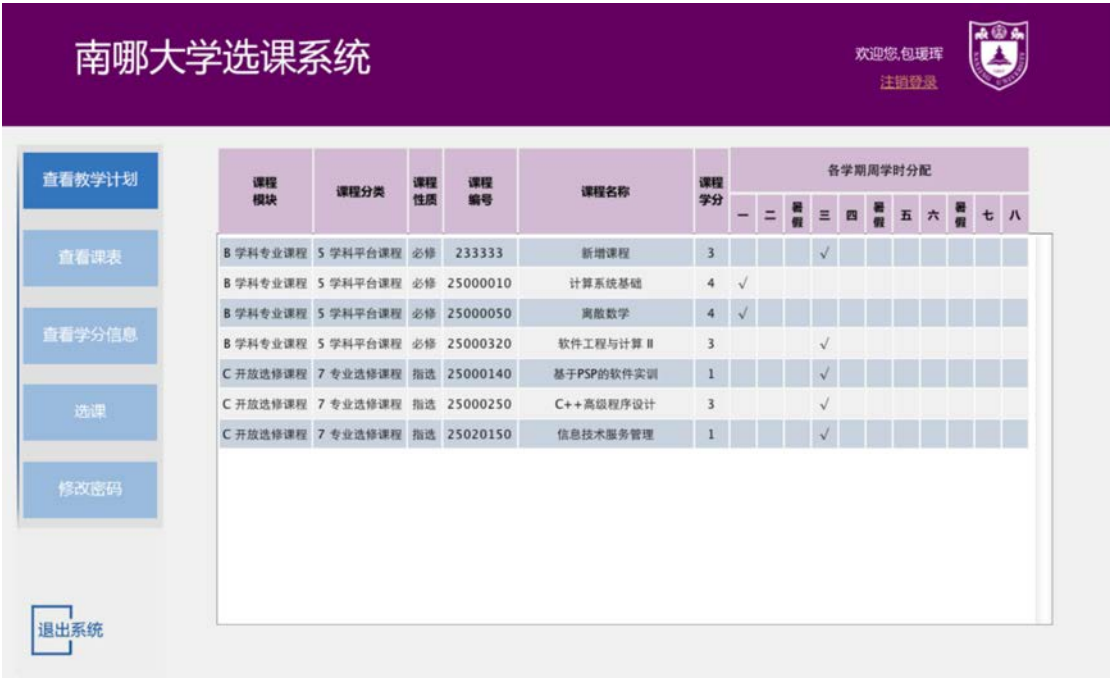 南哪大学选课系统
欢迎您,包瑷珲
注销登录
查看教学计划
查看课表
查看学分信息
选课
修改密码
退出系统
课程模块 课程分类 课程性质 课程编号 课程名称 课程学分 各学期周学时分配
一 二 暑假 三 四 暑假 五 六 暑假 七 八
B 学科专业课程 5 学科平台课程 必修 233333 新增课程 3 √
B 学科专业课程 5 学科平台课程 必修 25000010 计算系统基础 4 √
B 学科专业课程 5 学科平台课程 必修 25000050 离散数学 4 √
B 学科专业课程 5 学科平台课程 必修 25000320 软件工程与计算 II 3 √
C 开放选修课程 7 专业选修课程 指选 25000140 基于PSP的软件实训 1 √
C 开放选修课程 7 专业选修课程 指选 25000250 C++高级程序设计 3 √
C 开放选修课程 7 专业选修课程 指选 25020150 信息技术服务管理 1 √